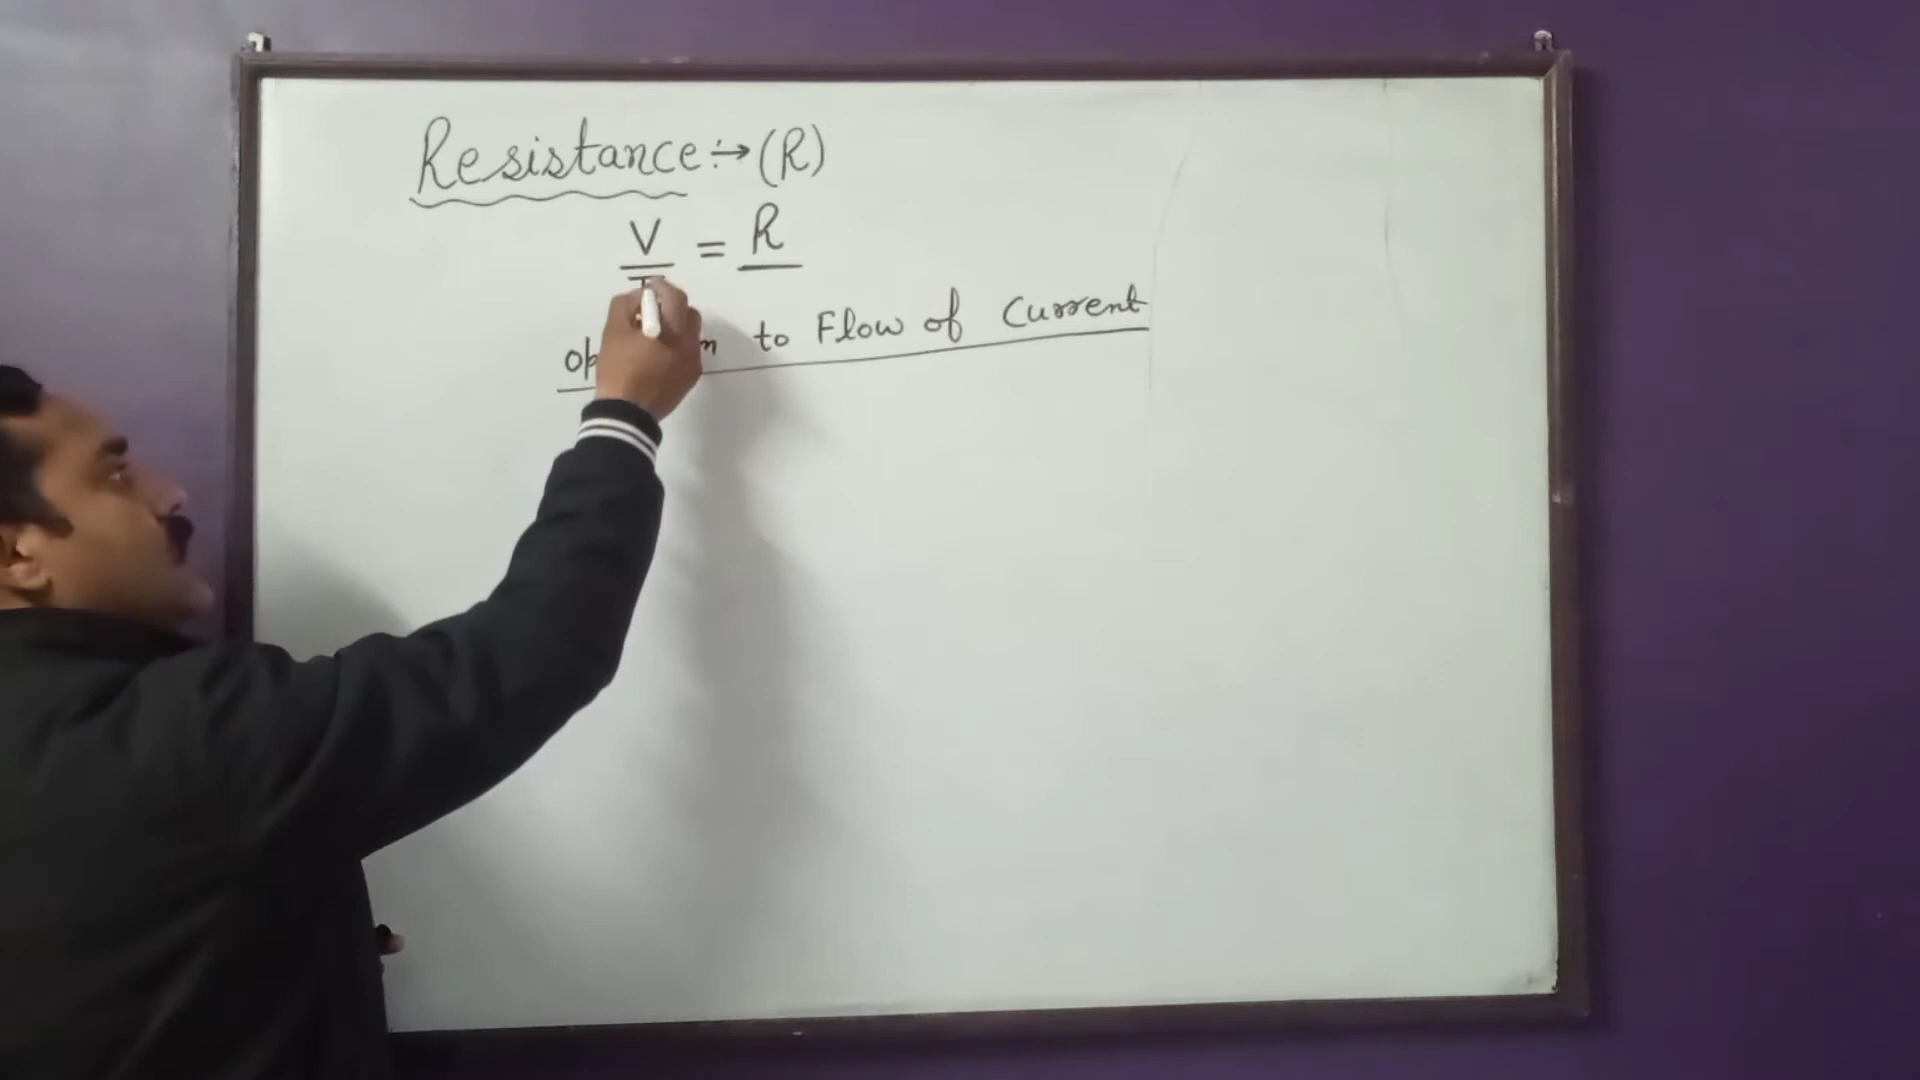 Resistance :→ (R)
V/I = R
to Flow of Current